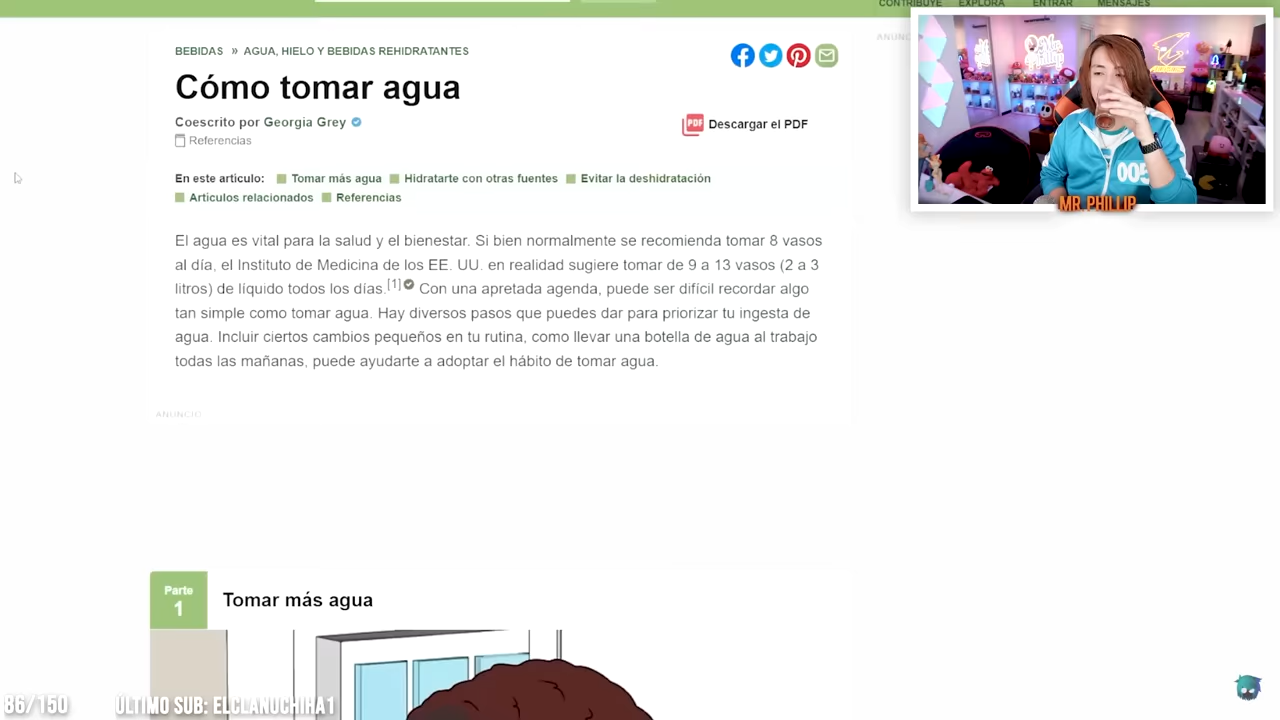 CONTRIBUYE EXPLORA ENTRAR MENSAJES
BEBIDAS » AGUA, HIELO Y BEBIDAS REHIDRATANTES
Cómo tomar agua
Coescrito por Georgia Grey
Referencias
PDF Descargar el PDF
En este artículo: Tomar más agua Hidratarte con otras fuentes Evitar la deshidratación
Artículos relacionados Referencias
El agua es vital para la salud y el bienestar. Si bien normalmente se recomienda tomar 8 vasos
al día, el Instituto de Medicina de los EE. UU. en realidad sugiere tomar de 9 a 13 vasos (2 a 3
litros) de líquido todos los días.[1] Con una apretada agenda, puede ser difícil recordar algo
tan simple como tomar agua. Hay diversos pasos que puedes dar para priorizar tu ingesta de
agua. Incluir ciertos cambios pequeños en tu rutina, como llevar una botella de agua al trabajo
todas las mañanas, puede ayudarte a adoptar el hábito de tomar agua.
ANUNCIO
Parte
1
Tomar más agua
005
MR. PHILLIP
86/150
ÚLTIMO SUB: ELCLANUCHIHA1